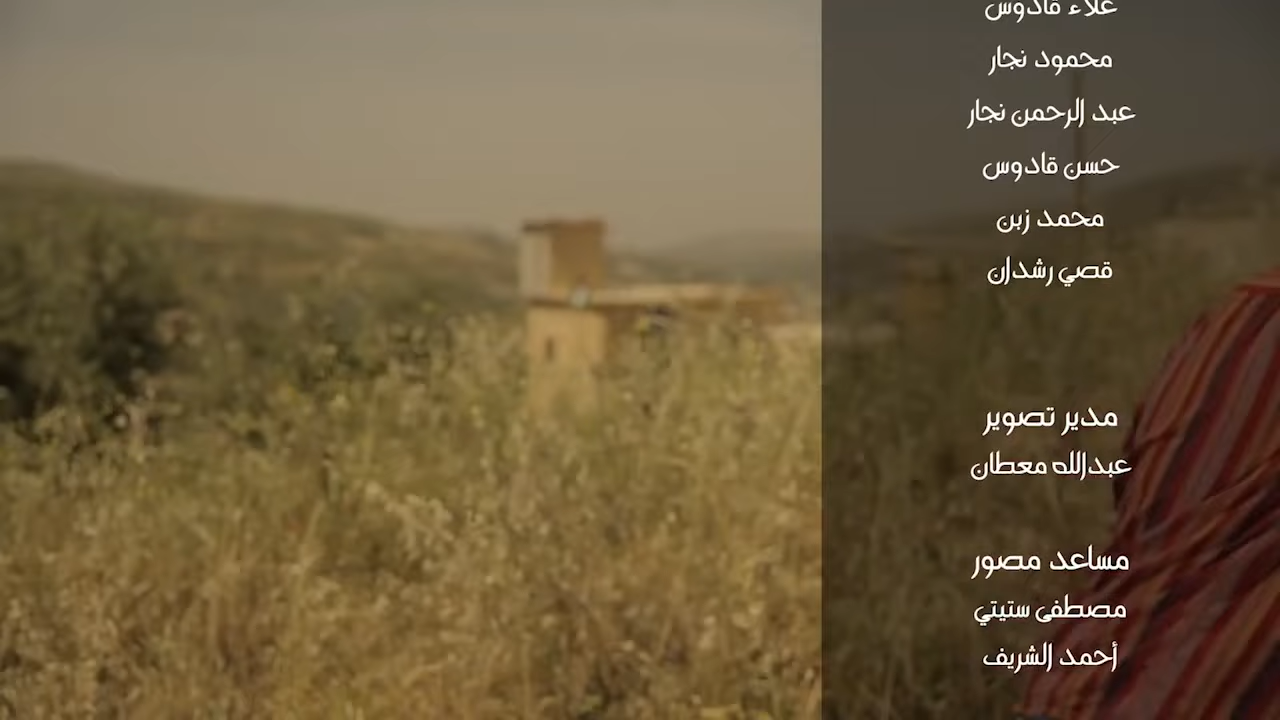 علاء قادوس
محمود نجار
عبد الرحمن نجار
حسن قادوس
محمد زبن
قصي رشدان
مدير تصوير
عبدالله معطان
مساعد مصور
مصطفى ستيتي
أحمد الشريف